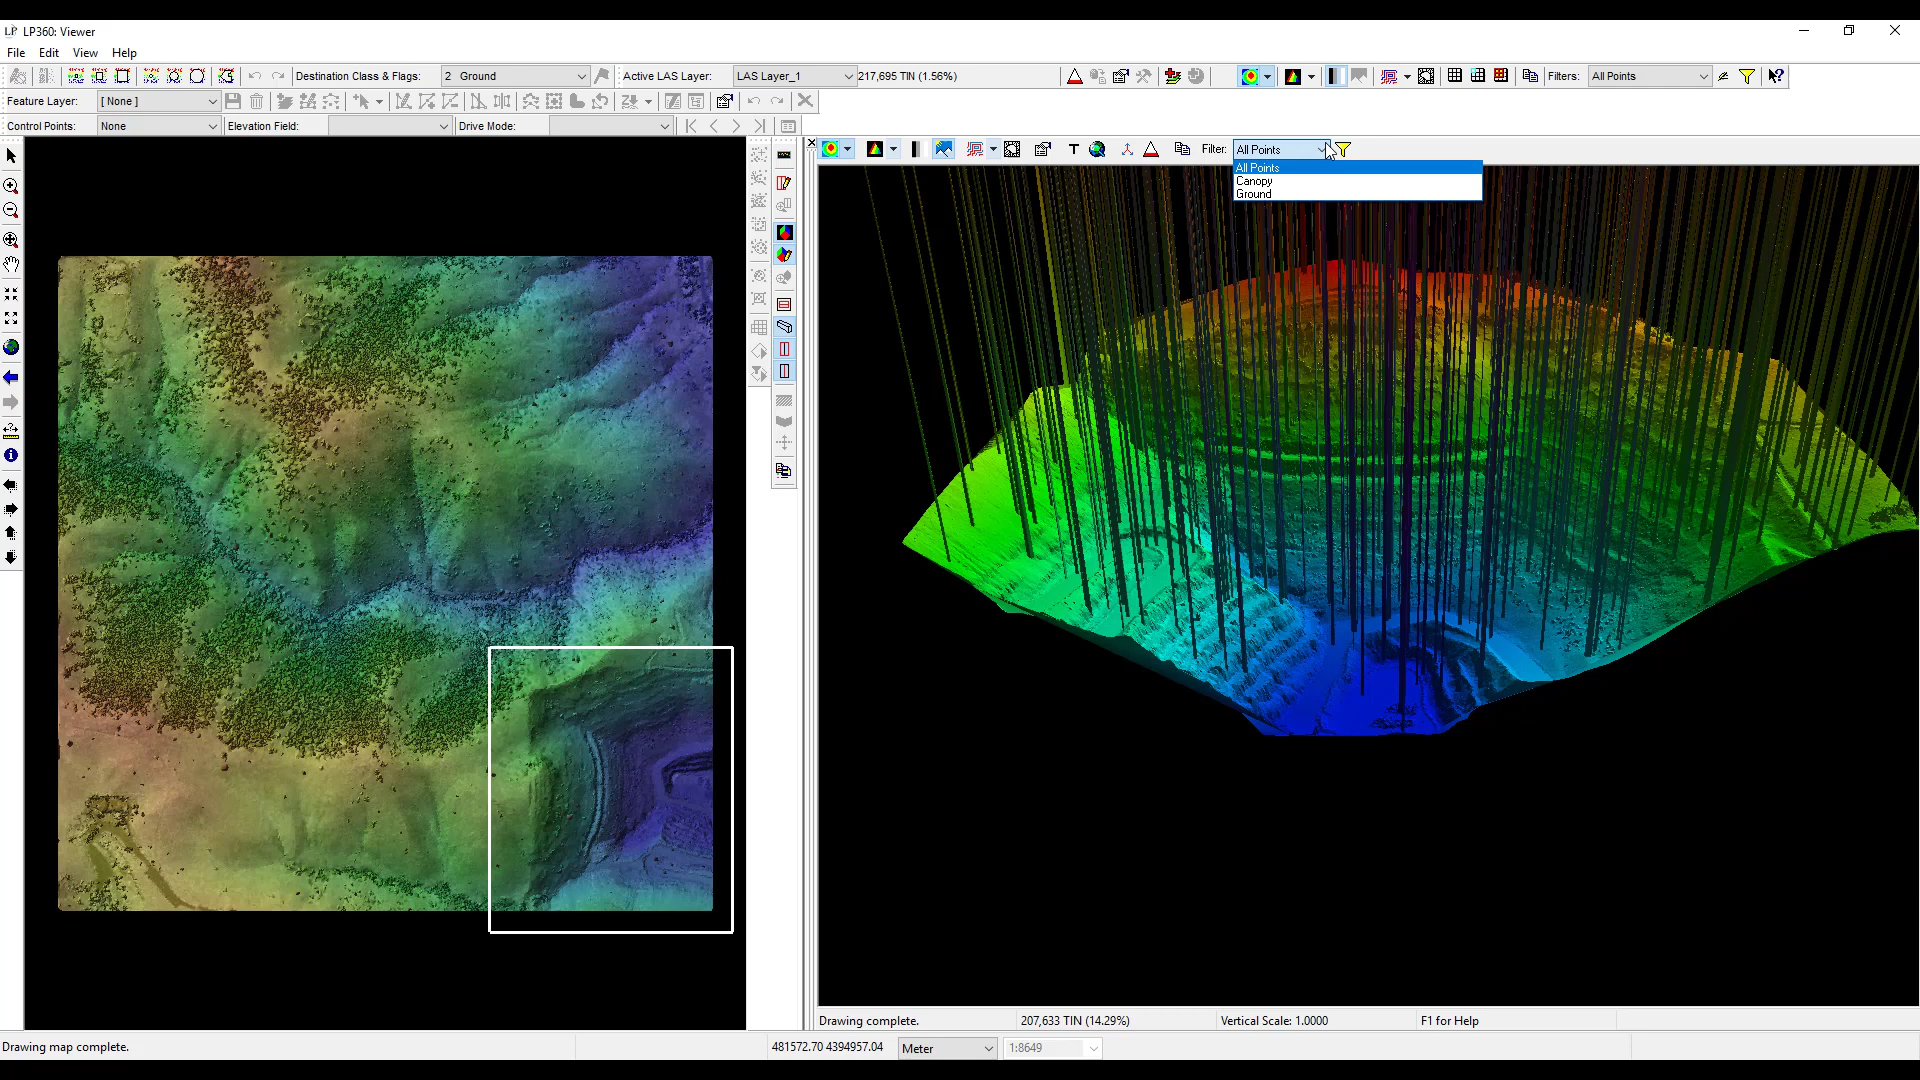 LP360: Viewer
File Edit View Help
Destination Class & Flags: 2 Ground Active LAS Layer: LAS Layer_1 217,695 TIN (1.56%) Filters: All Points
Feature Layer: [ None ]
Control Points: None Elevation Field: Drive Mode:
T Filter: All Points
All Points
Canopy
Ground
Drawing complete. 207,633 TIN (14.29%) Vertical Scale: 1.0000 F1 for Help
Drawing map complete. 481572.70 4394957.04 Meter 1:8649